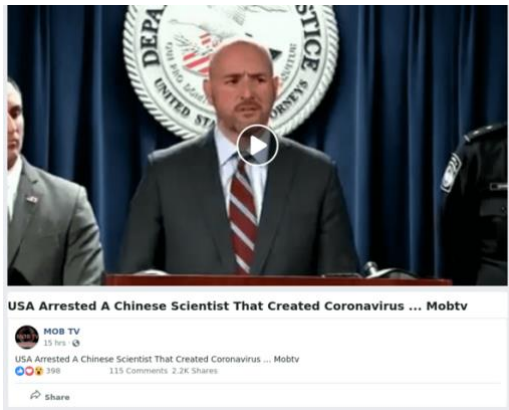 DEPA
STICE
UNITED STA
ORNEYS
USA Arrested A Chinese Scientist That Created Coronavirus ... Mobtv
MOB TV
15 hrs ·
USA Arrested A Chinese Scientist That Created Coronavirus ... Mobtv
398 115 Comments 2.2K Shares
Share